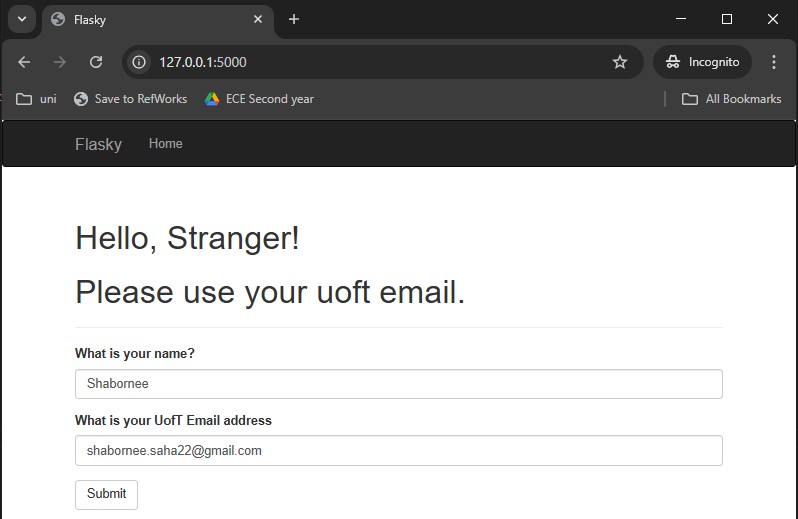 Flasky
127.0.0.1:5000
Incognito
uni
Save to RefWorks
ECE Second year
All Bookmarks
Flasky
Home
Hello, Stranger!
Please use your uoft email.
What is your name?
Shabornee
What is your UofT Email address
shabornee.saha22@gmail.com
Submit